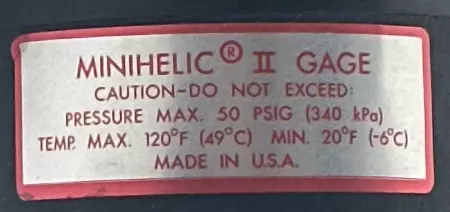 MINIHELIC® II GAGE
CAUTION-DO NOT EXCEED:
PRESSURE MAX. 50 PSIG (340 kPa)
TEMP. MAX. 120°F (49°C) MIN. 20°F (-6°C)
MADE IN U.S.A.